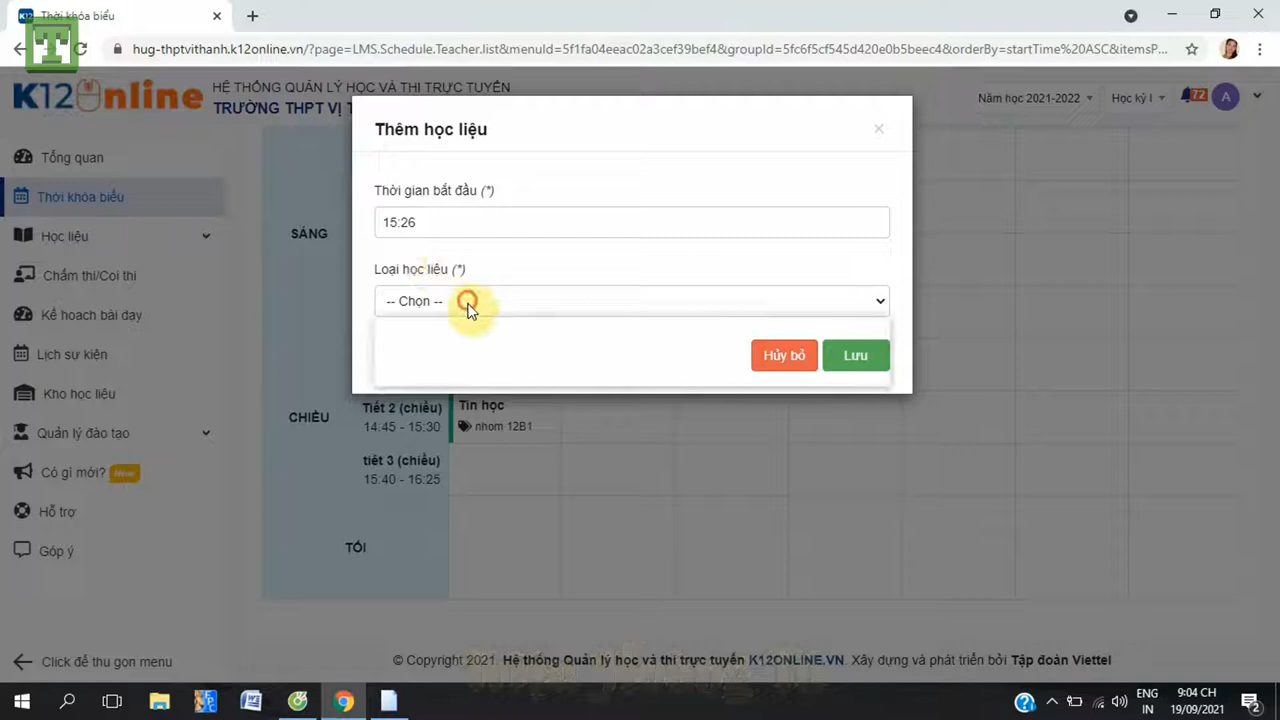 Thời khóa biểu
hug-thptvithanh.k12online.vn/?page=LMS.Schedule.Teacher.list&menuId=5f1fa04eeac02a3cef39bef4&groupId=5fc6f5cf545d420e0b5beec4&orderBy=startTime%20ASC&itemsP...
K12Online
HỆ THỐNG QUẢN LÝ HỌC VÀ THI TRỰC TUYẾN
TRƯỜNG THPT VỊ T
Năm học 2021-2022
Học kỳ I
72
A
Tổng quan
Thời khóa biểu
Học liệu
Chấm thi/Coi thi
Kế hoạch bài dạy
Lịch sự kiện
Kho học liệu
Quản lý đào tạo
Có gì mới? New
Hỗ trợ
Góp ý
Click để thu gọn menu
Thêm học liệu
×
Thời gian bắt đầu (*)
15:26
Loại học liệu (*)
-- Chọn --
Hủy bỏ
Lưu
SÁNG
CHIỀU
Tiết 2 (chiều)
14:45 - 15:30
Tin học
nhom 12B1
tiêt 3 (chiều)
15:40 - 16:25
TỐI
© Copyright 2021. Hệ thống Quản lý học và thi trực tuyến K12ONLINE.VN. Xây dựng và phát triển bởi Tập đoàn Viettel
ENG
IN
9:04 CH
19/09/2021
2